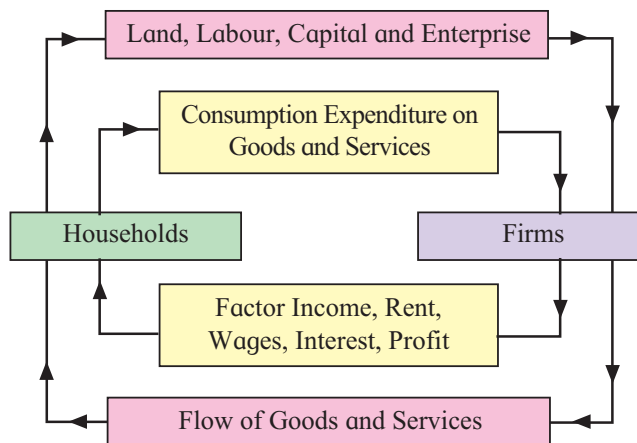 Land, Labour, Capital and Enterprise
Consumption Expenditure on
Goods and Services
Households
Firms
Factor Income, Rent,
Wages, Interest, Profit
Flow of Goods and Services